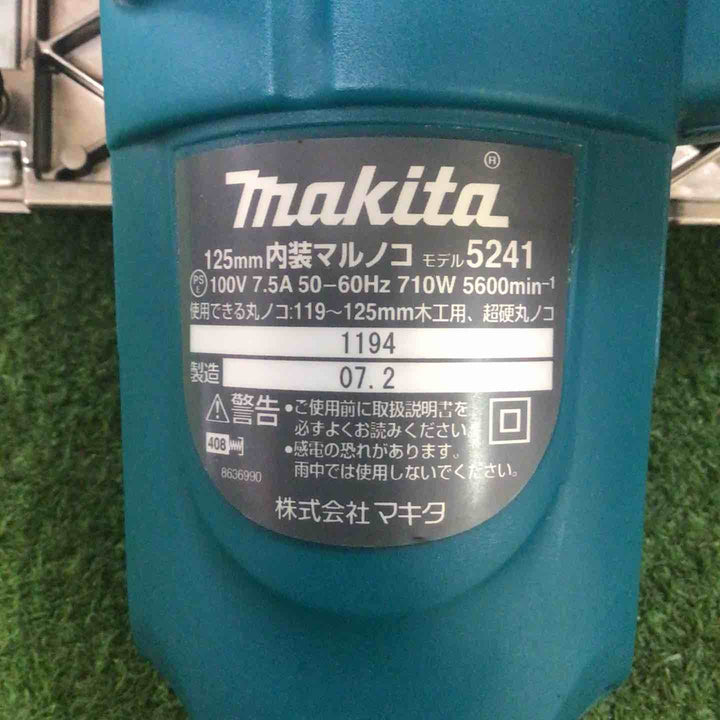 makita®
125mm 内装マルノコ モデル 5241
PSE 100V 7.5A 50-60Hz 710W 5600min⁻¹
使用できる丸ノコ:119~125mm木工用、超硬丸ノコ
1194
製造 07.2
警告 •ご使用前に取扱説明書を
必ずよくお読みください。
•感電の恐れがあります。
雨中では使用しないでください。
408
8636990
株式会社マキタ